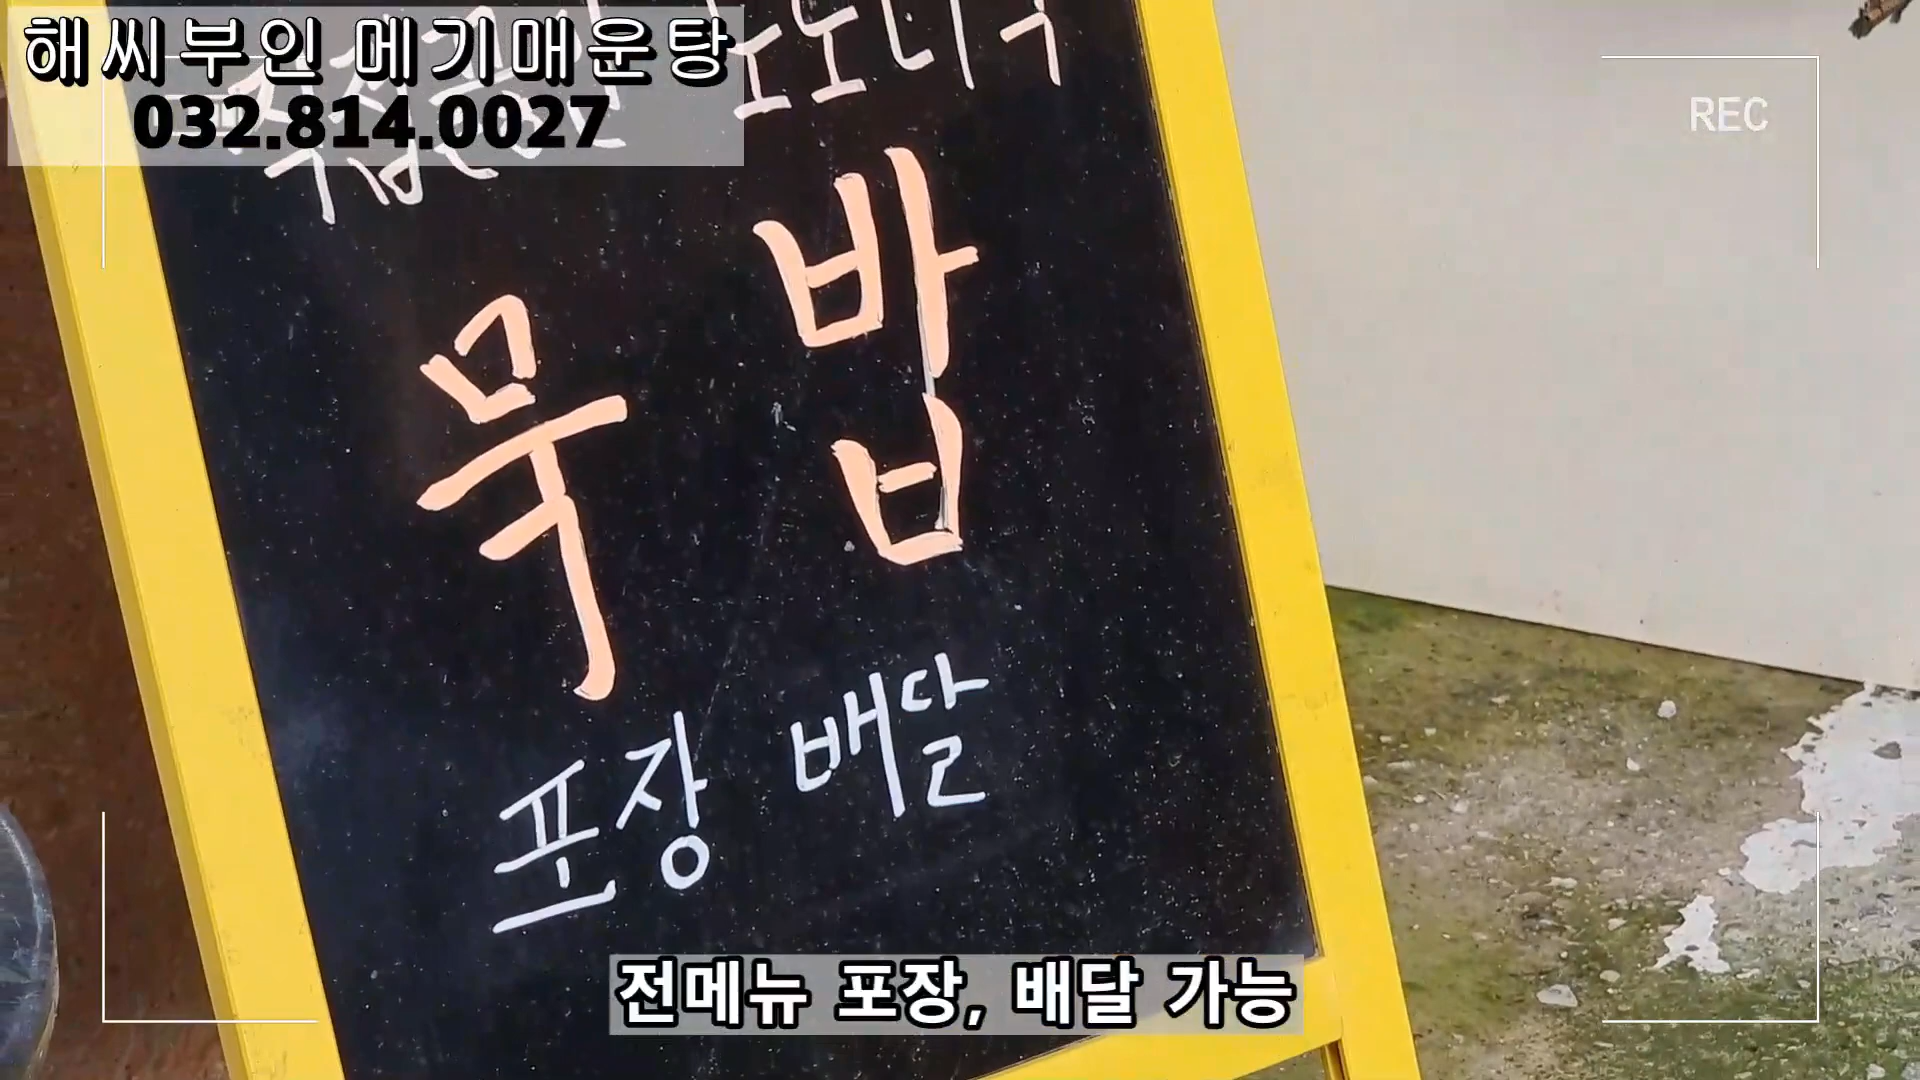 해씨부인 메기매운탕
032.814.0027
REC
묵밥
포장 배달
전메뉴 포장, 배달 가능